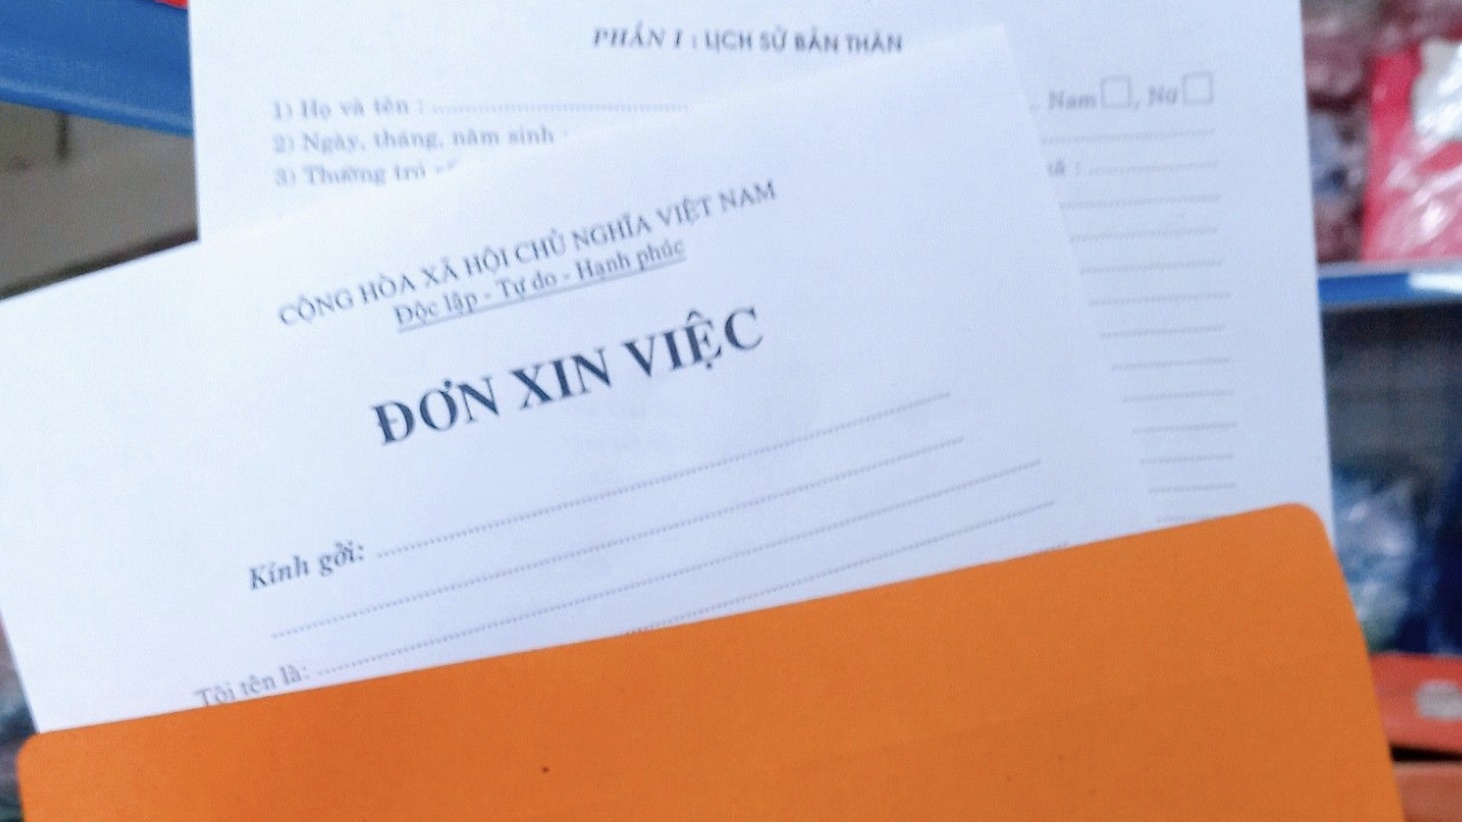 PHẦN I : LỊCH SỬ BẢN THÂN
1) Họ và tên : Nam , Nữ
2) Ngày, tháng, năm sinh :
3) Thường trú
CỘNG HÒA XÃ HỘI CHỦ NGHĨA VIỆT NAM
Độc lập - Tự do - Hạnh phúc
ĐƠN XIN VIỆC
Kính gởi:
Tôi tên là: